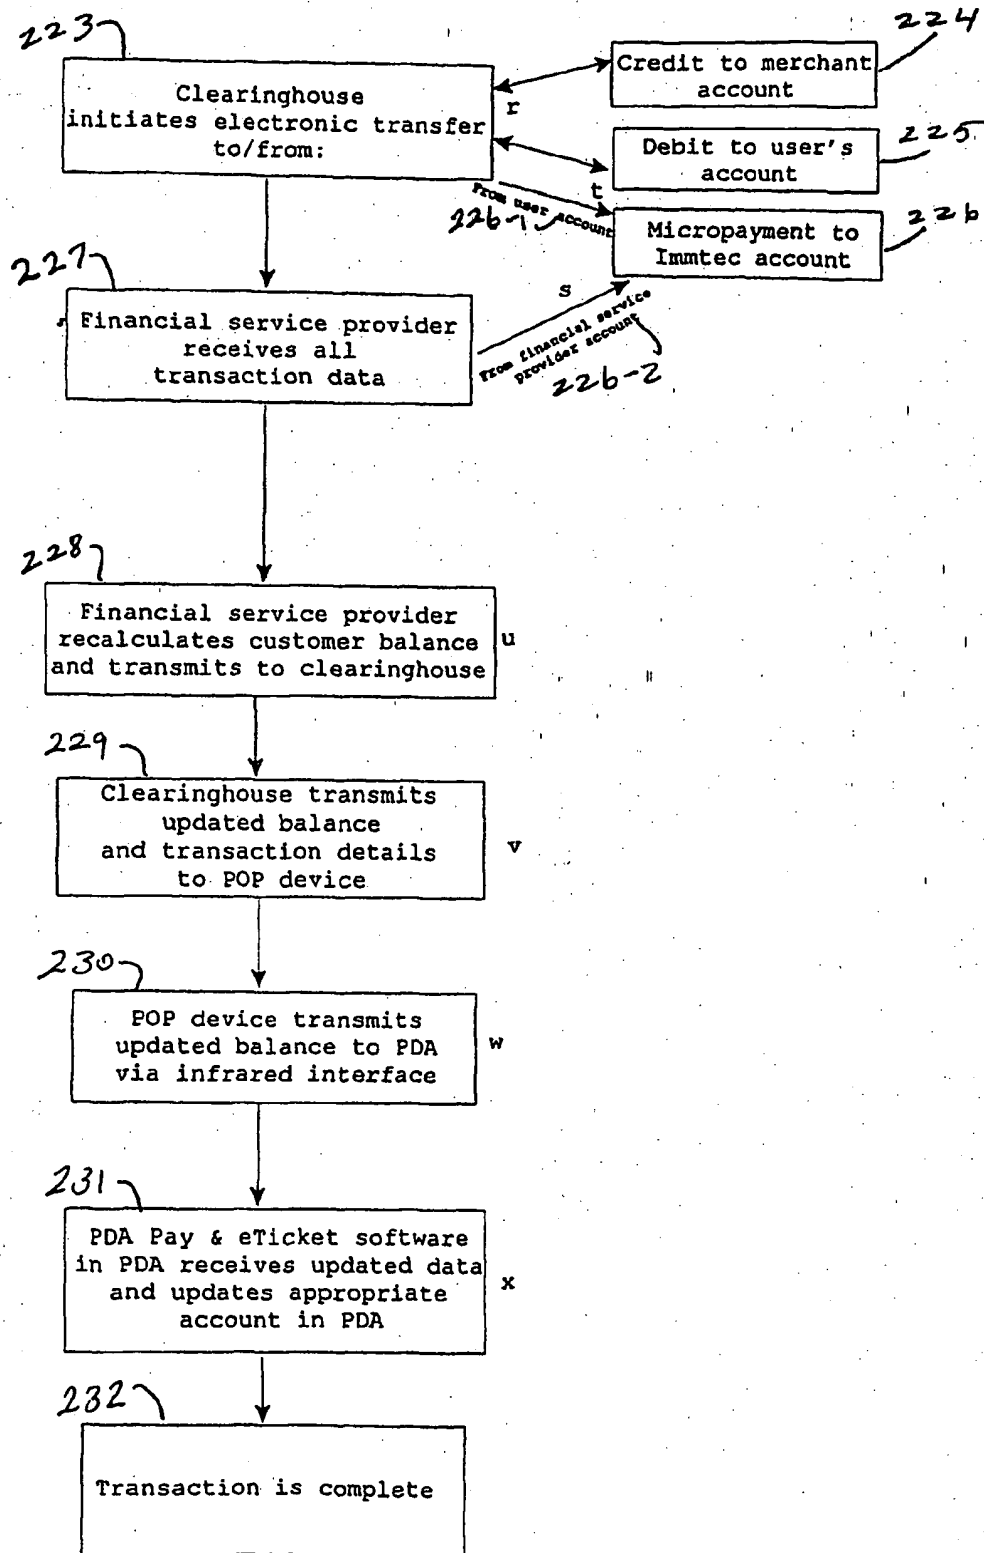 223
Clearinghouse
initiates electronic transfer
to/from:
r
224
Credit to merchant
account
225
Debit to user's
account
t
From user account
226-1
226
Micropayment to
Immtec account
227
Financial service provider
receives all
transaction data
s
From financial service
provider account
226-2
228
Financial service provider
recalculates customer balance
and transmits to clearinghouse
u
229
Clearinghouse transmits
updated balance
and transaction details
to POP device
v
230
POP device transmits
updated balance to PDA
via infrared interface
w
231
PDA Pay & eTicket software
in PDA receives updated data
and updates appropriate
account in PDA
x
232
Transaction is complete